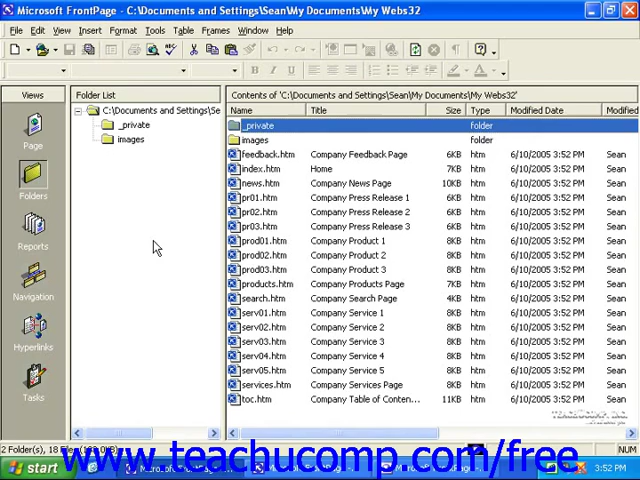 Microsoft FrontPage - C:\Documents and Settings\Sean\My Documents\My Webs32
File Edit View Insert Format Tools Table Frames Window Help
Views
Folder List
Contents of 'C:\Documents and Settings\Sean\My Documents\My Webs32'
Page
Folders
Reports
Navigation
Hyperlinks
Tasks
C:\Documents and Settings\Se
_private
images
Name Title Size Type Modified Date Modified
_private folder
images folder
feedback.htm Company Feedback Page 6KB htm 6/10/2005 3:52 PM Sean
index.htm Home 7KB htm 6/10/2005 3:52 PM Sean
news.htm Company News Page 10KB htm 6/10/2005 3:52 PM Sean
pr01.htm Company Press Release 1 6KB htm 6/10/2005 3:52 PM Sean
pr02.htm Company Press Release 2 6KB htm 6/10/2005 3:52 PM Sean
pr03.htm Company Press Release 3 6KB htm 6/10/2005 3:52 PM Sean
prod01.htm Company Product 1 8KB htm 6/10/2005 3:52 PM Sean
prod02.htm Company Product 2 8KB htm 6/10/2005 3:52 PM Sean
prod03.htm Company Product 3 8KB htm 6/10/2005 3:52 PM Sean
products.htm Company Products Page 7KB htm 6/10/2005 3:52 PM Sean
search.htm Company Search Page 4KB htm 6/10/2005 3:52 PM Sean
serv01.htm Company Service 1 8KB htm 6/10/2005 3:52 PM Sean
serv02.htm Company Service 2 8KB htm 6/10/2005 3:52 PM Sean
serv03.htm Company Service 3 8KB htm 6/10/2005 3:52 PM Sean
serv04.htm Company Service 4 8KB htm 6/10/2005 3:52 PM Sean
serv05.htm Company Service 5 8KB htm 6/10/2005 3:52 PM Sean
services.htm Company Services Page 8KB htm 6/10/2005 3:52 PM Sean
toc.htm Company Table of Conten... 11KB htm 6/10/2005 3:52 PM Sean
TEACHUCOMP, INC.
2 Folder(s), 18 Files NUM
www.teachucomp.com/free
start